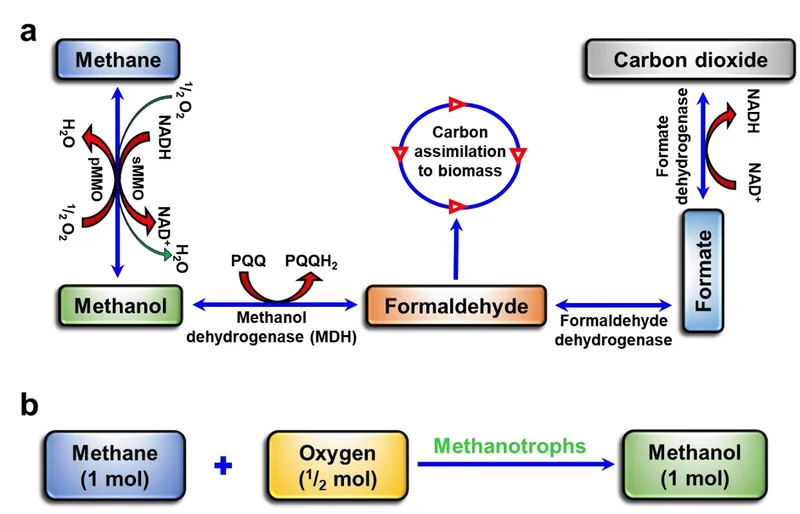 a
Methane
Carbon dioxide
1/2 O2
NADH
H2O
pMMO
sMMO
1/2 O2
NAD+
H2O
Carbon
assimilation
to biomass
Formate
dehydrogenase
NADH
NAD+
Methanol
PQQ
PQQH2
Methanol
dehydrogenase (MDH)
Formaldehyde
Formaldehyde
dehydrogenase
Formate
b
Methane
(1 mol)
+
Oxygen
(1/2 mol)
Methanotrophs
Methanol
(1 mol)